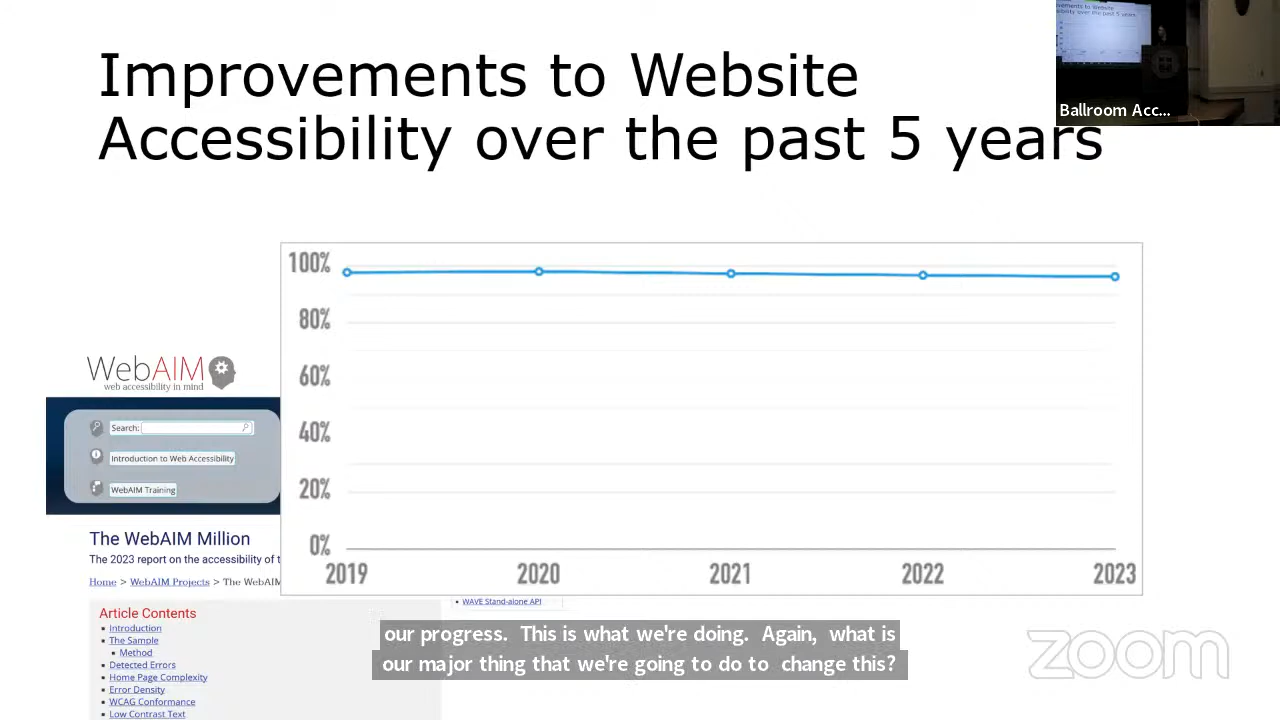 Improvements to Website
Accessibility over the past 5 years
Ballroom Acc...
100%
80%
60%
40%
20%
0%
2019 2020 2021 2022 2023
WebAIM
web accessibility in mind
Search:
Introduction to Web Accessibility
WebAIM Training
The WebAIM Million
The 2023 report on the accessibility of t
Home > WebAIM Projects > The WebAIM
Article Contents
Introduction
The Sample
Method
Detected Errors
Home Page Complexity
Error Density
WCAG Conformance
Low Contrast Text
WAVE Stand-alone API
our progress. This is what we're doing. Again, what is
our major thing that we're going to do to change this?
zoom